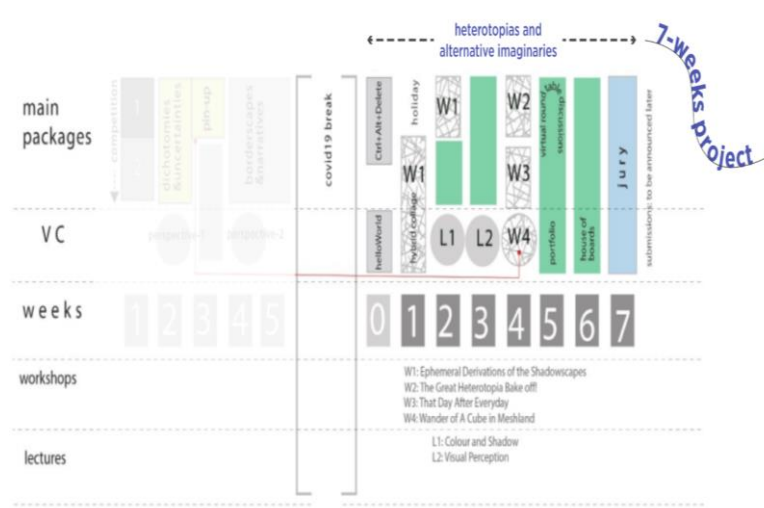 heterotopias and
alternative imaginaries
7-weeks project
main
packages
competition
dichotomies
&uncertainties
pin-up
borderscapes
&narratives
covid19 break
Ctrl+Alt+Delete
holiday
W1
W1
W2
W3
virtual round
table
discussions
jury
submissions: to be announced later
VC
perspective-1
perspective-2
helloWorld
hybrid collage
L1
L2
W4
portfolio
house of
boards
weeks
1 2 3 4 5 0 1 2 3 4 5 6 7
workshops
W1: Ephemeral Derivations of the Shadowscapes
W2: The Great Heterotopia Bake off!
W3: That Day After Everyday
W4: Wander of A Cube in Meshland
lectures
L1: Colour and Shadow
L2: Visual Perception